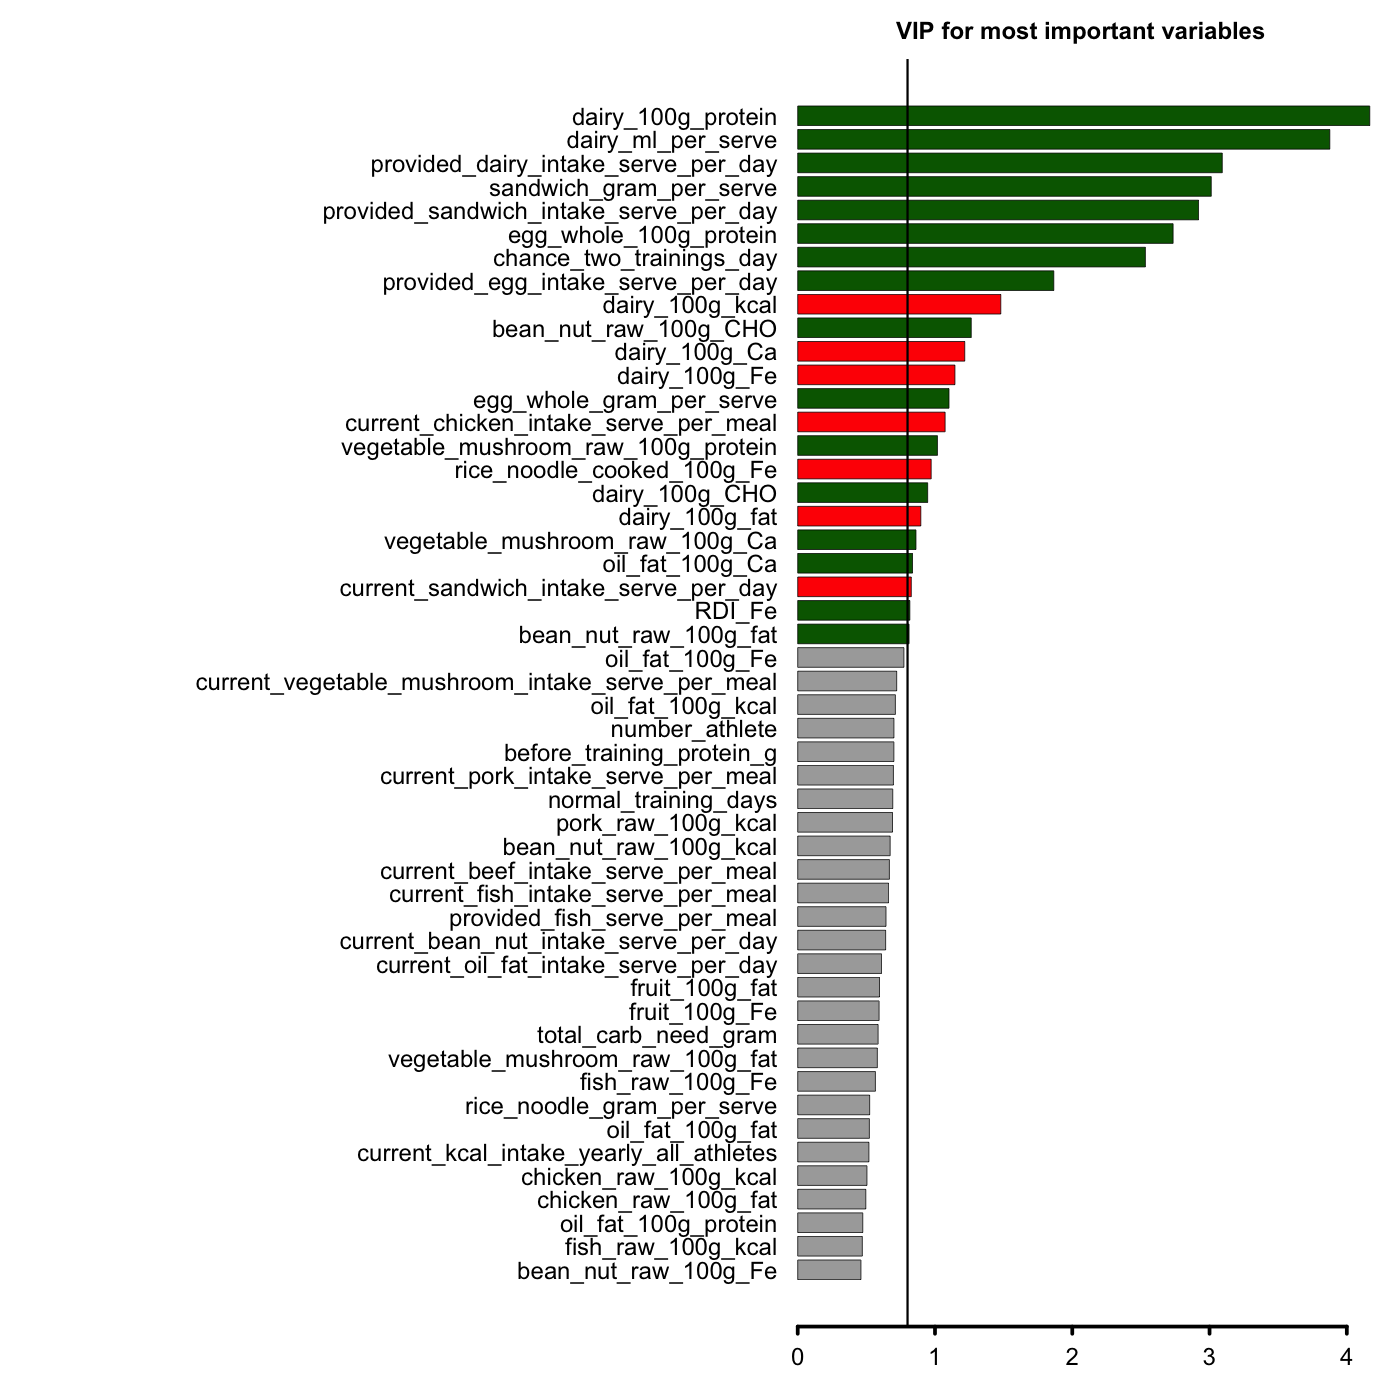 VIP for most important variables
dairy_100g_protein
dairy_ml_per_serve
provided_dairy_intake_serve_per_day
sandwich_gram_per_serve
provided_sandwich_intake_serve_per_day
egg_whole_100g_protein
chance_two_trainings_day
provided_egg_intake_serve_per_day
dairy_100g_kcal
bean_nut_raw_100g_CHO
dairy_100g_Ca
dairy_100g_Fe
egg_whole_gram_per_serve
current_chicken_intake_serve_per_meal
vegetable_mushroom_raw_100g_protein
rice_noodle_cooked_100g_Fe
dairy_100g_CHO
dairy_100g_fat
vegetable_mushroom_raw_100g_Ca
oil_fat_100g_Ca
current_sandwich_intake_serve_per_day
RDI_Fe
bean_nut_raw_100g_fat
oil_fat_100g_Fe
current_vegetable_mushroom_intake_serve_per_meal
oil_fat_100g_kcal
number_athlete
before_training_protein_g
current_pork_intake_serve_per_meal
normal_training_days
pork_raw_100g_kcal
bean_nut_raw_100g_kcal
current_beef_intake_serve_per_meal
current_fish_intake_serve_per_meal
provided_fish_serve_per_meal
current_bean_nut_intake_serve_per_day
current_oil_fat_intake_serve_per_day
fruit_100g_fat
fruit_100g_Fe
total_carb_need_gram
vegetable_mushroom_raw_100g_fat
fish_raw_100g_Fe
rice_noodle_gram_per_serve
oil_fat_100g_fat
current_kcal_intake_yearly_all_athletes
chicken_raw_100g_kcal
chicken_raw_100g_fat
oil_fat_100g_protein
fish_raw_100g_kcal
bean_nut_raw_100g_Fe
0 1 2 3 4